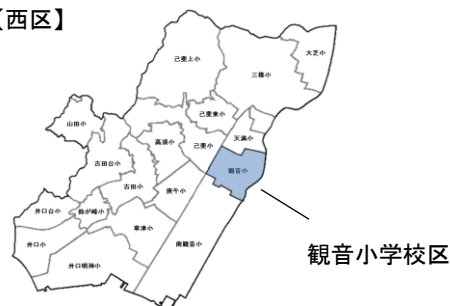 【西区】
大芝小
己斐上小
三篠小
己斐東小
山田小
天満小
高須小
己斐小
古田台小
観音小
古田小
庚午小
井口台小
鈴が峰小
草津小
井口小
南観音小
井口明神小
観音小学校区